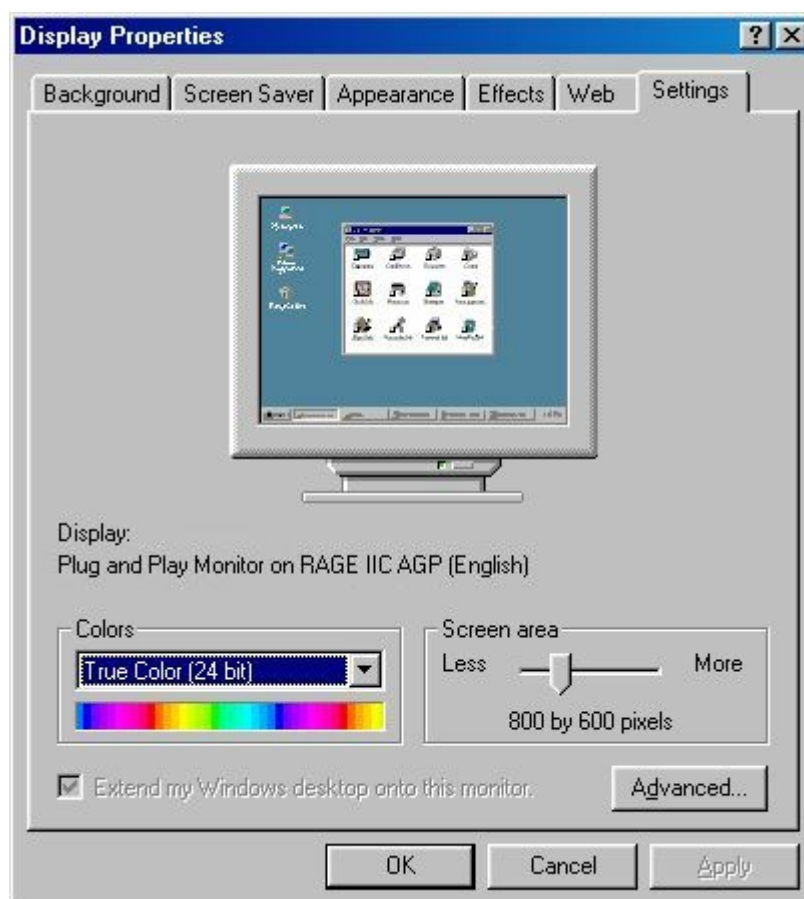 Display Properties
Background Screen Saver Appearance Effects Web Settings
Display:
Plug and Play Monitor on RAGE IIC AGP (English)
Colors
True Color (24 bit)
Screen area
Less More
800 by 600 pixels
Extend my Windows desktop onto this monitor.
Advanced...
OK Cancel Apply